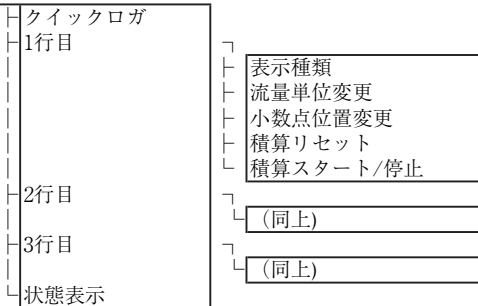 クイックロガ
1行目
表示種類
流量単位変更
小数点位置変更
積算リセット
積算スタート/停止
2行目
（同上)
3行目
（同上)
状態表示